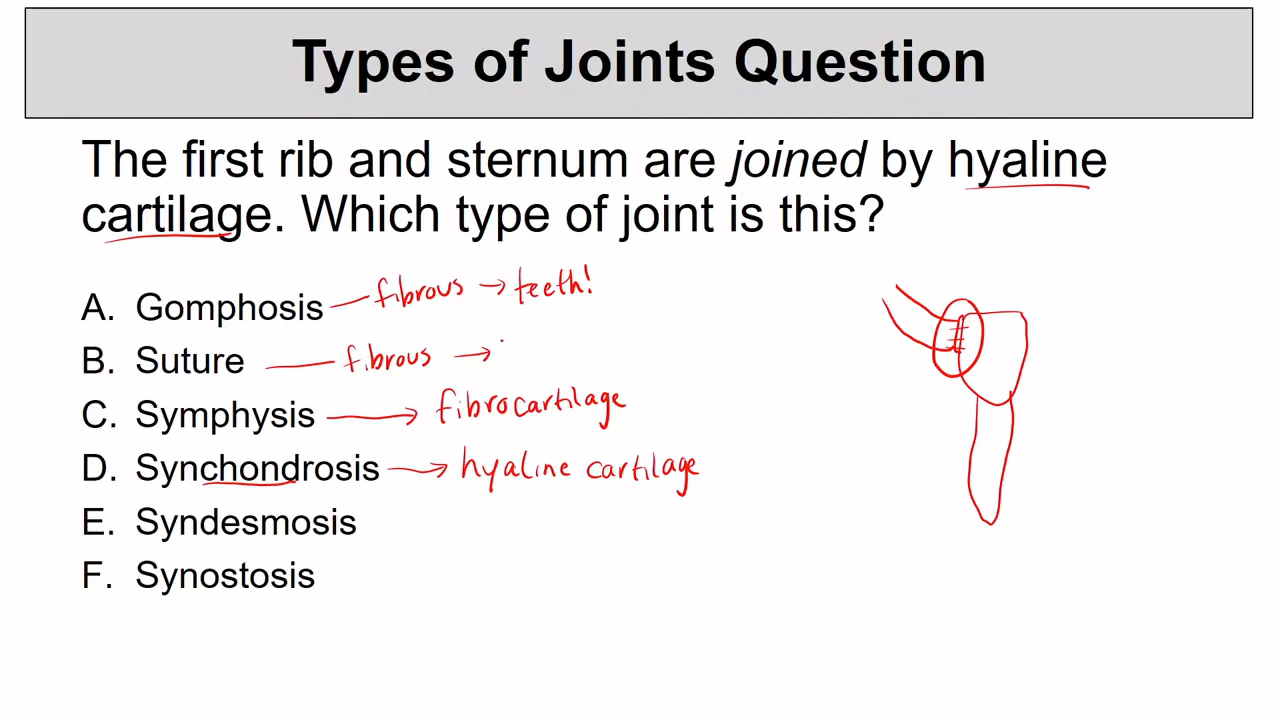 Types of Joints Question
The first rib and sternum are joined by hyaline
cartilage. Which type of joint is this?
A. Gomphosis — fibrous → teeth!
B. Suture — fibrous →
C. Symphysis → fibrocartilage
D. Synchondrosis → hyaline cartilage
E. Syndesmosis
F. Synostosis